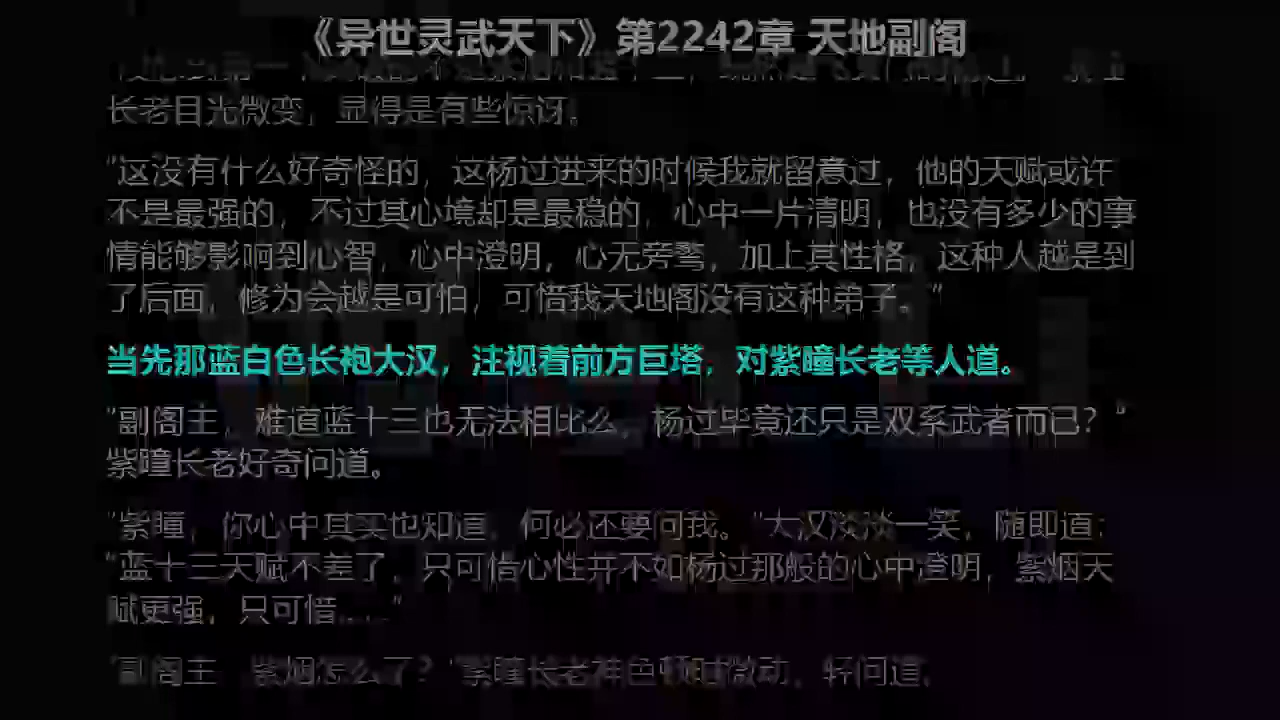 《异世灵武天下》第2242章 天地副阁
长老目光微变，显得是有些惊讶。
“这没有什么好奇怪的，这杨过进来的时候我就留意过，他的天赋或许
不是最强的，不过其心境却是最稳的，心中一片清明，也没有多少的事
情能够影响到心智，心中澄明，心无旁骛，加上其性格，这种人越是到
了后面，修为会越是可怕，可惜我天地阁没有这种弟子。”
当先那蓝白色长袍大汉，注视着前方巨塔，对紫瞳长老等人道。
“副阁主，难道蓝十三也无法相比么，杨过毕竟还只是双系武者而已？”
紫瞳长老好奇问道。
“紫瞳，你心中其实也知道，何必还要问我。”大汉淡淡一笑，随即道：
“蓝十三天赋不差了，只可惜心性并不如杨过那般的心中澄明，紫烟天
赋更强，只可惜……”
“副阁主，紫烟怎么了？”紫瞳长老神色顿时微动，轻问道。